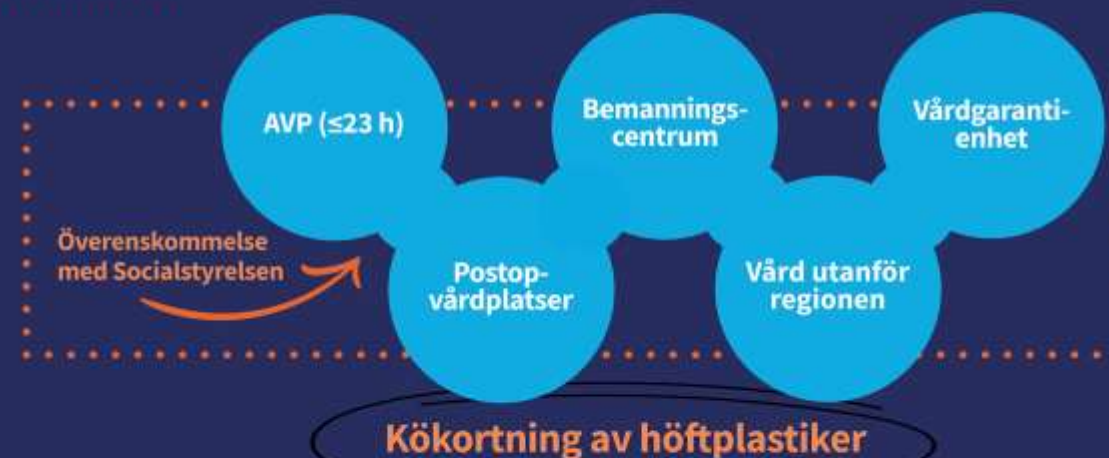 AVP (≤23 h)
Bemannings-
centrum
Vårdgaranti-
enhet
Överenskommelse
med Socialstyrelsen
Postop-
vårdplatser
Vård utanför
regionen
Kökortning av höftplastiker